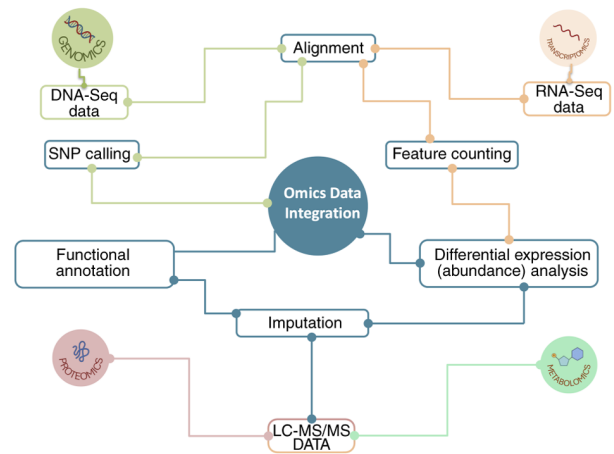 GENOMICS
Alignment
TRANSCRIPTOMICS
DNA-Seq
data
RNA-Seq
data
SNP calling
Feature counting
Omics Data
Integration
Functional
annotation
Differential expression
(abundance) analysis
Imputation
PROTEOMICS
METABOLOMICS
LC-MS/MS
DATA